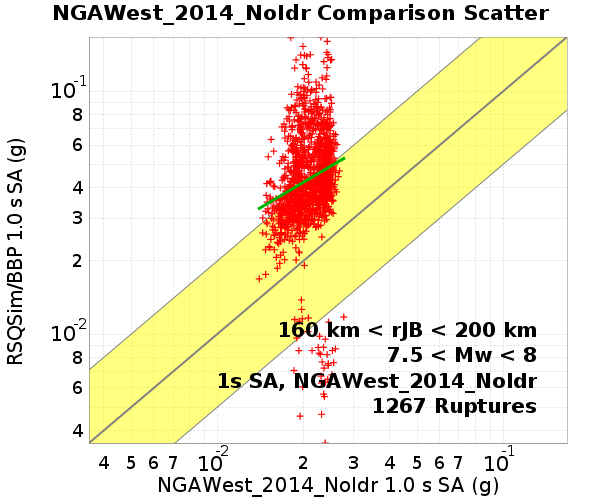 NGAWest_2014_NoIdr Comparison Scatter
RSQSim/BBP 1.0 s SA (g)
10⁻¹
8
6
4
3
2
10⁻²
8
6
4
160 km < rJB < 200 km
7.5 < Mw < 8
1s SA, NGAWest_2014_NoIdr
1267 Ruptures
4 5 6 7 10⁻² 2 3 4 5 6 7 8 10⁻¹
NGAWest_2014_NoIdr 1.0 s SA (g)